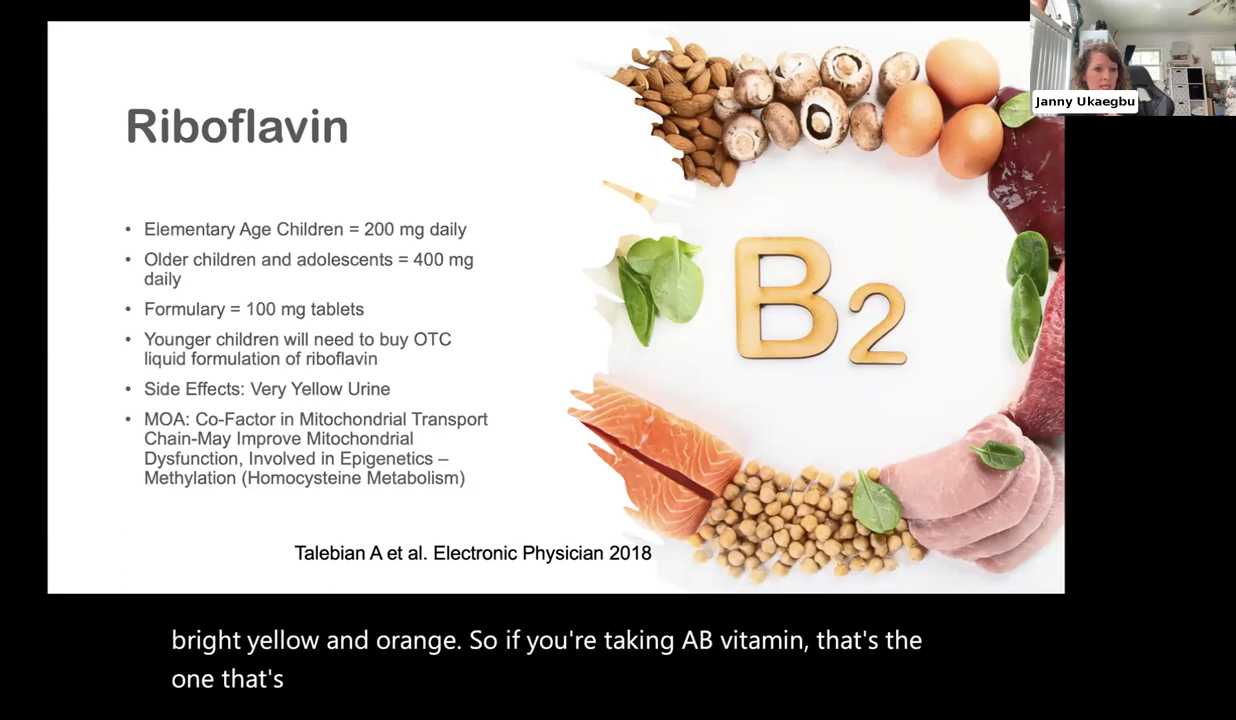 Janny Ukaegbu
Riboflavin
• Elementary Age Children = 200 mg daily
• Older children and adolescents = 400 mg
daily
• Formulary = 100 mg tablets
• Younger children will need to buy OTC
liquid formulation of riboflavin
• Side Effects: Very Yellow Urine
• MOA: Co-Factor in Mitochondrial Transport
Chain-May Improve Mitochondrial
Dysfunction, Involved in Epigenetics –
Methylation (Homocysteine Metabolism)
B2
Talebian A et al. Electronic Physician 2018
bright yellow and orange. So if you're taking AB vitamin, that's the
one that's